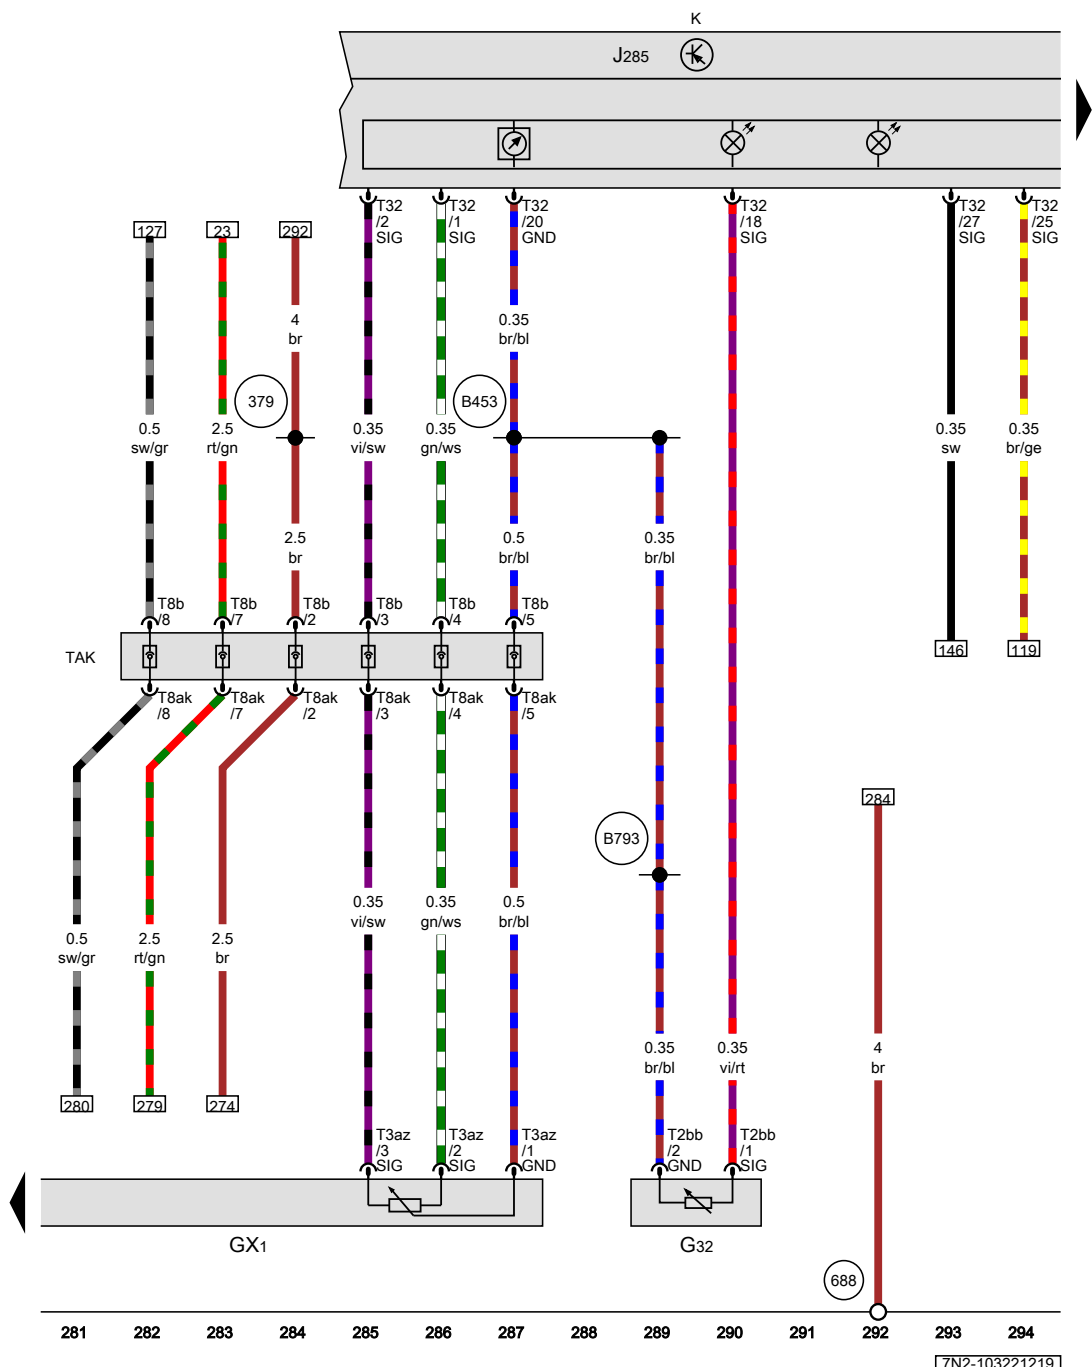 K
J285
T32 T32 T32 T32 T32 T32
/2 /1 /20 /18 /27 /25
SIG SIG GND SIG SIG SIG
127 23 292
4 0.35
br br/bl
379 B453
0.5 2.5 0.35 0.35 0.35 0.35
sw/gr rt/gn vi/sw gn/ws sw br/ge
2.5 0.5 0.35
br br/bl br/bl
T8b T8b T8b T8b T8b T8b
/8 /7 /2 /3 /4 /5
TAK
146 119
T8ak T8ak T8ak T8ak T8ak T8ak
/8 /7 /2 /3 /4 /5
284
B793
0.35 0.35 0.5
vi/sw gn/ws br/bl
0.5 2.5 2.5
sw/gr rt/gn br
0.35 0.35 4
br/bl vi/rt br
280 279 274
T3az T3az T3az T2bb T2bb
/3 /2 /1 /2 /1
SIG SIG GND GND SIG
GX1 G32
688
281 282 283 284 285 286 287 288 289 290 291 292 293 294
7N2-103221219